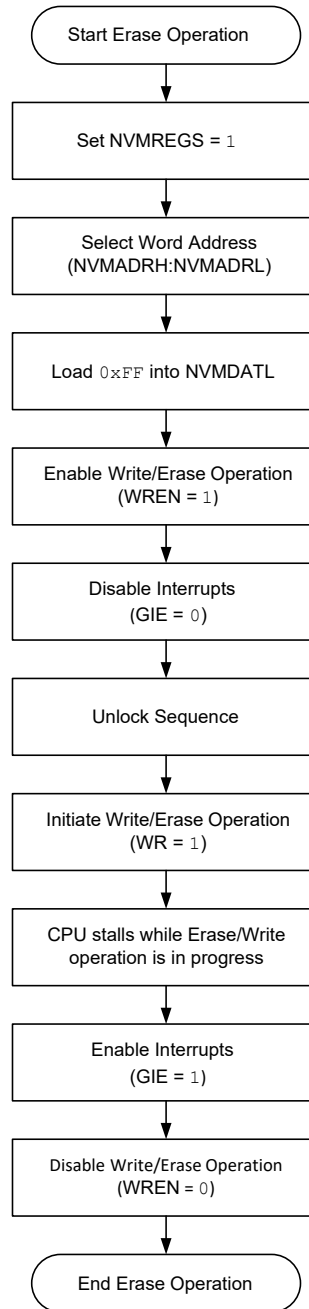 Start Erase Operation
Set NVMREGS = 1
Select Word Address
(NVMADRH:NVMADRL)
Load 0xFF into NVMDATL
Enable Write/Erase Operation
(WREN = 1)
Disable Interrupts
(GIE = 0)
Unlock Sequence
Initiate Write/Erase Operation
(WR = 1)
CPU stalls while Erase/Write
operation is in progress
Enable Interrupts
(GIE = 1)
Disable Write/Erase Operation
(WREN = 0)
End Erase Operation